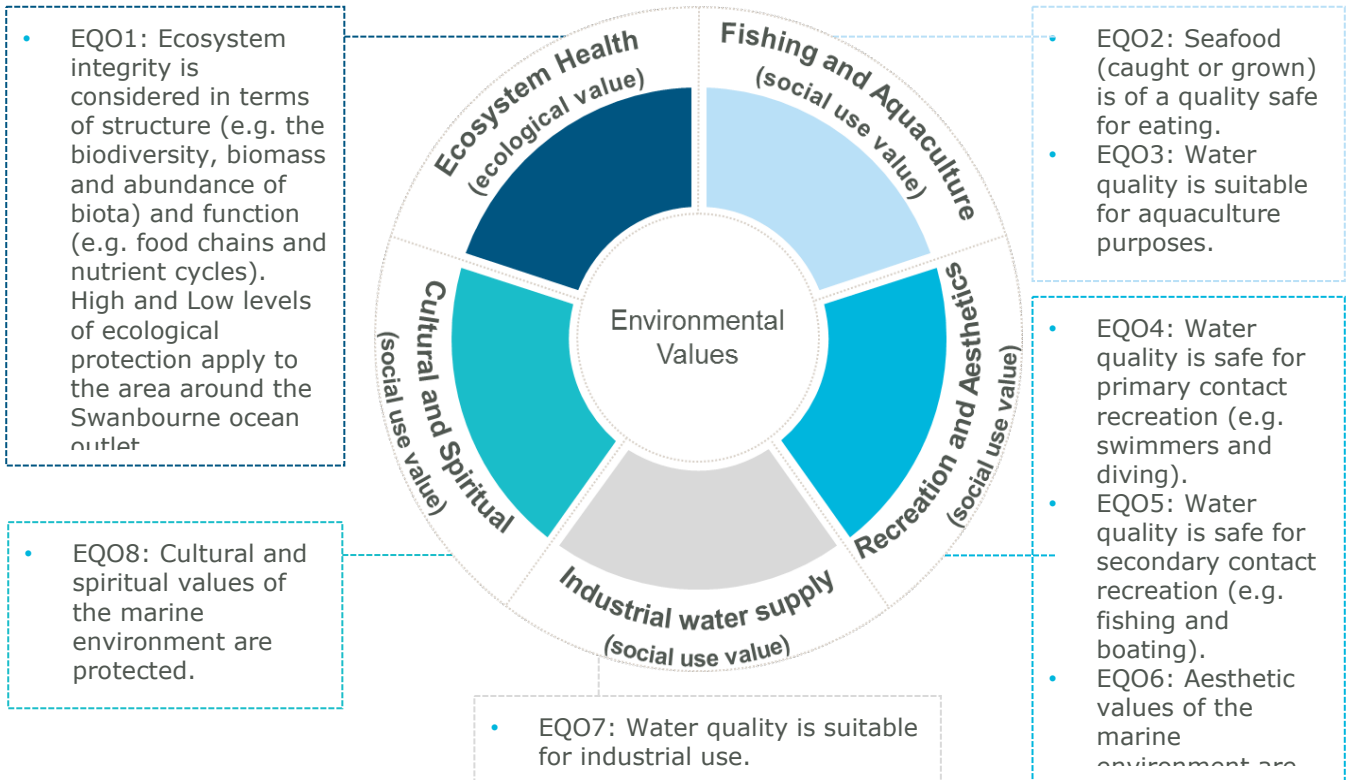 • EQO1: Ecosystem
integrity is
considered in terms
of structure (e.g. the
biodiversity, biomass
and abundance of
biota) and function
(e.g. food chains and
nutrient cycles).
High and Low levels
of ecological
protection apply to
the area around the
Swanbourne ocean
outlet
Ecosystem Health
(ecological value)
Fishing and Aquaculture
(social use value)
• EQO2: Seafood
(caught or grown)
is of a quality safe
for eating.
• EQO3: Water
quality is suitable
for aquaculture
purposes.
Environmental
Values
Cultural and Spiritual
(social use value)
Recreation and Aesthetics
(social use value)
• EQO4: Water
quality is safe for
primary contact
recreation (e.g.
swimmers and
diving).
• EQO5: Water
quality is safe for
secondary contact
recreation (e.g.
fishing and
boating).
• EQO6: Aesthetic
values of the
marine
environment are
• EQO8: Cultural and
spiritual values of
the marine
environment are
protected.
Industrial water supply
(social use value)
• EQO7: Water quality is suitable
for industrial use.